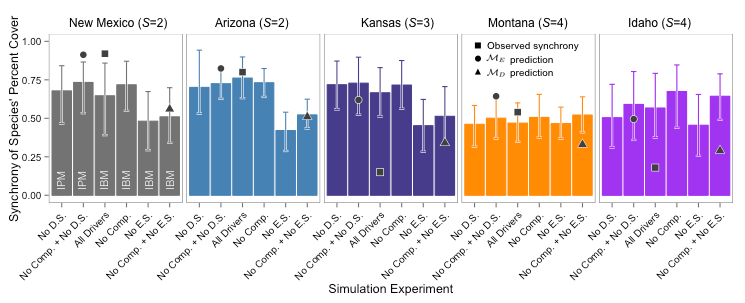 New Mexico (S=2)
Arizona (S=2)
Kansas (S=3)
Montana (S=4)
Idaho (S=4)
Synchrony of Species' Percent Cover
1.00
0.75
0.50
0.25
0.00
IPM
IPM
IBM
IBM
IBM
IBM
Observed synchrony
ℳE prediction
ℳD prediction
No D.S.
No Comp. + No D.S.
All Drivers
No Comp.
No E.S.
No Comp. + No E.S.
No D.S.
No Comp. + No D.S.
All Drivers
No Comp.
No E.S.
No Comp. + No E.S.
No D.S.
No Comp. + No D.S.
All Drivers
No Comp.
No E.S.
No Comp. + No E.S.
No D.S.
No Comp. + No D.S.
All Drivers
No Comp.
No E.S.
No Comp. + No E.S.
No D.S.
No Comp. + No D.S.
All Drivers
No Comp.
No E.S.
No Comp. + No E.S.
Simulation Experiment